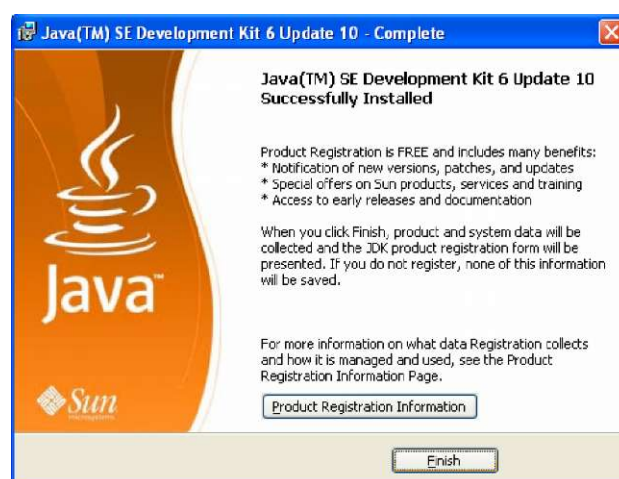 Java(TM) SE Development Kit 6 Update 10 - Complete
Java(TM) SE Development Kit 6 Update 10
Successfully Installed
Product Registration is FREE and includes many benefits:
* Notification of new versions, patches, and updates
* Special offers on Sun products, services and training
* Access to early releases and documentation
When you click Finish, product and system data will be
collected and the JDK product registration form will be
presented. If you do not register, none of this information
will be saved.
Java™
For more information on what data Registration collects
and how it is managed and used, see the Product
Registration Information Page.
Sun
microsystems
Product Registration Information
Finish